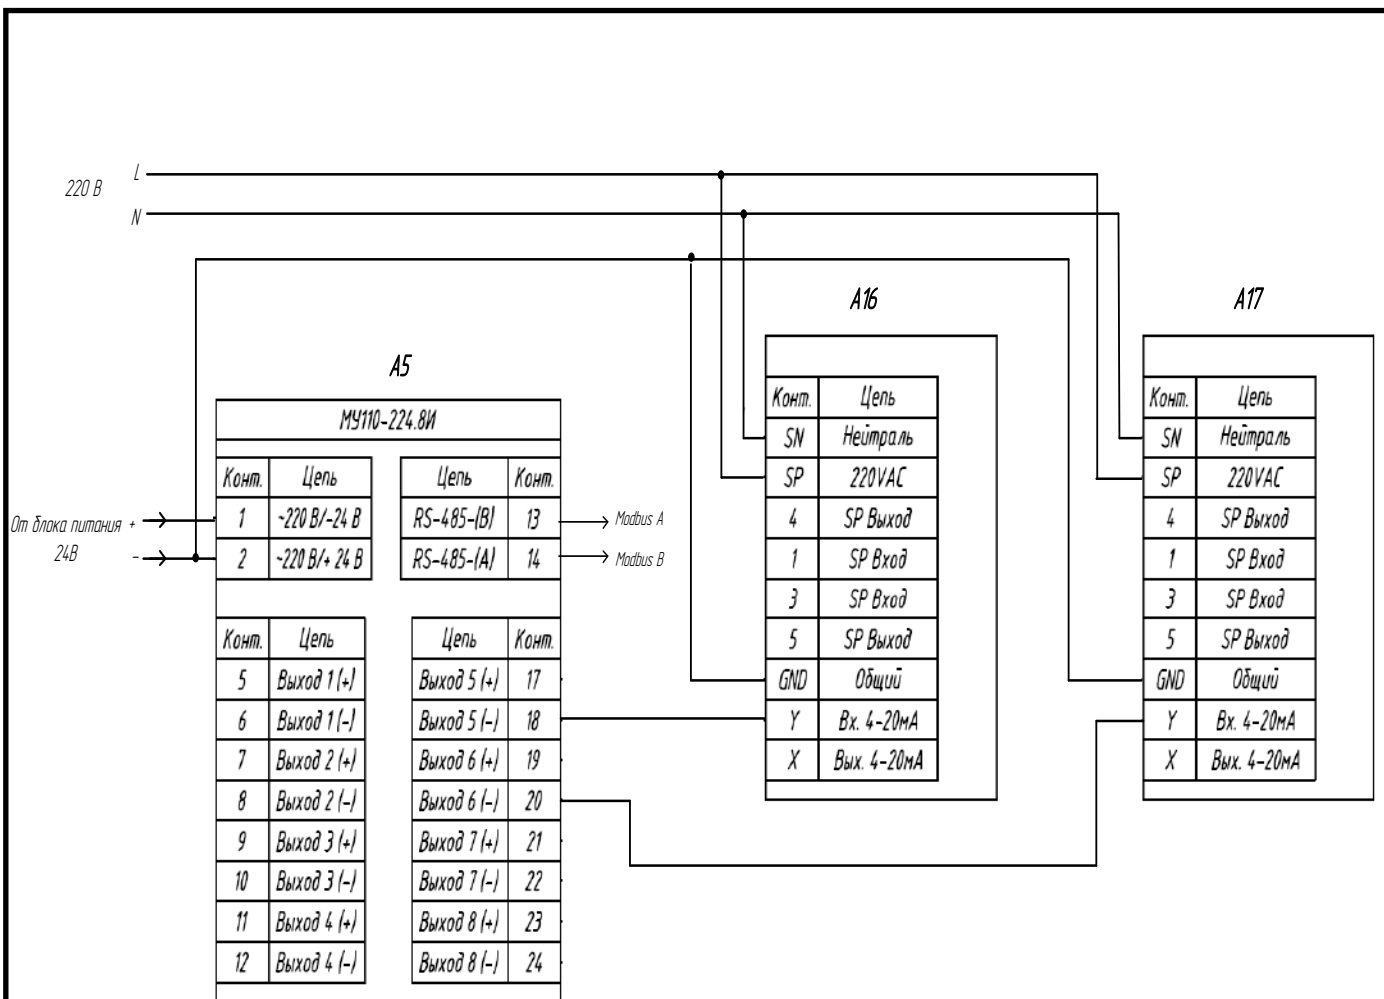 L
220 В
N
A16
A17
A5
МУ110-224.8И
Конт. Цепь Цепь Конт.
1 ~220 В/-24 В RS-485-(B) 13
2 ~220 В/+ 24 В RS-485-(A) 14
От блока питания +
24В -
Modbus A
Modbus B
Конт. Цепь Цепь Конт.
5 Выход 1 (+) Выход 5 (+) 17
6 Выход 1 (-) Выход 5 (-) 18
7 Выход 2 (+) Выход 6 (+) 19
8 Выход 2 (-) Выход 6 (-) 20
9 Выход 3 (+) Выход 7 (+) 21
10 Выход 3 (-) Выход 7 (-) 22
11 Выход 4 (+) Выход 8 (+) 23
12 Выход 4 (-) Выход 8 (-) 24
Конт. Цепь
SN Нейтраль
SP 220VAC
4 SP Выход
1 SP Вход
3 SP Вход
5 SP Выход
GND Общий
Y Вх. 4-20мА
X Вых. 4-20мА
Конт. Цепь
SN Нейтраль
SP 220VAC
4 SP Выход
1 SP Вход
3 SP Вход
5 SP Выход
GND Общий
Y Вх. 4-20мА
X Вых. 4-20мА